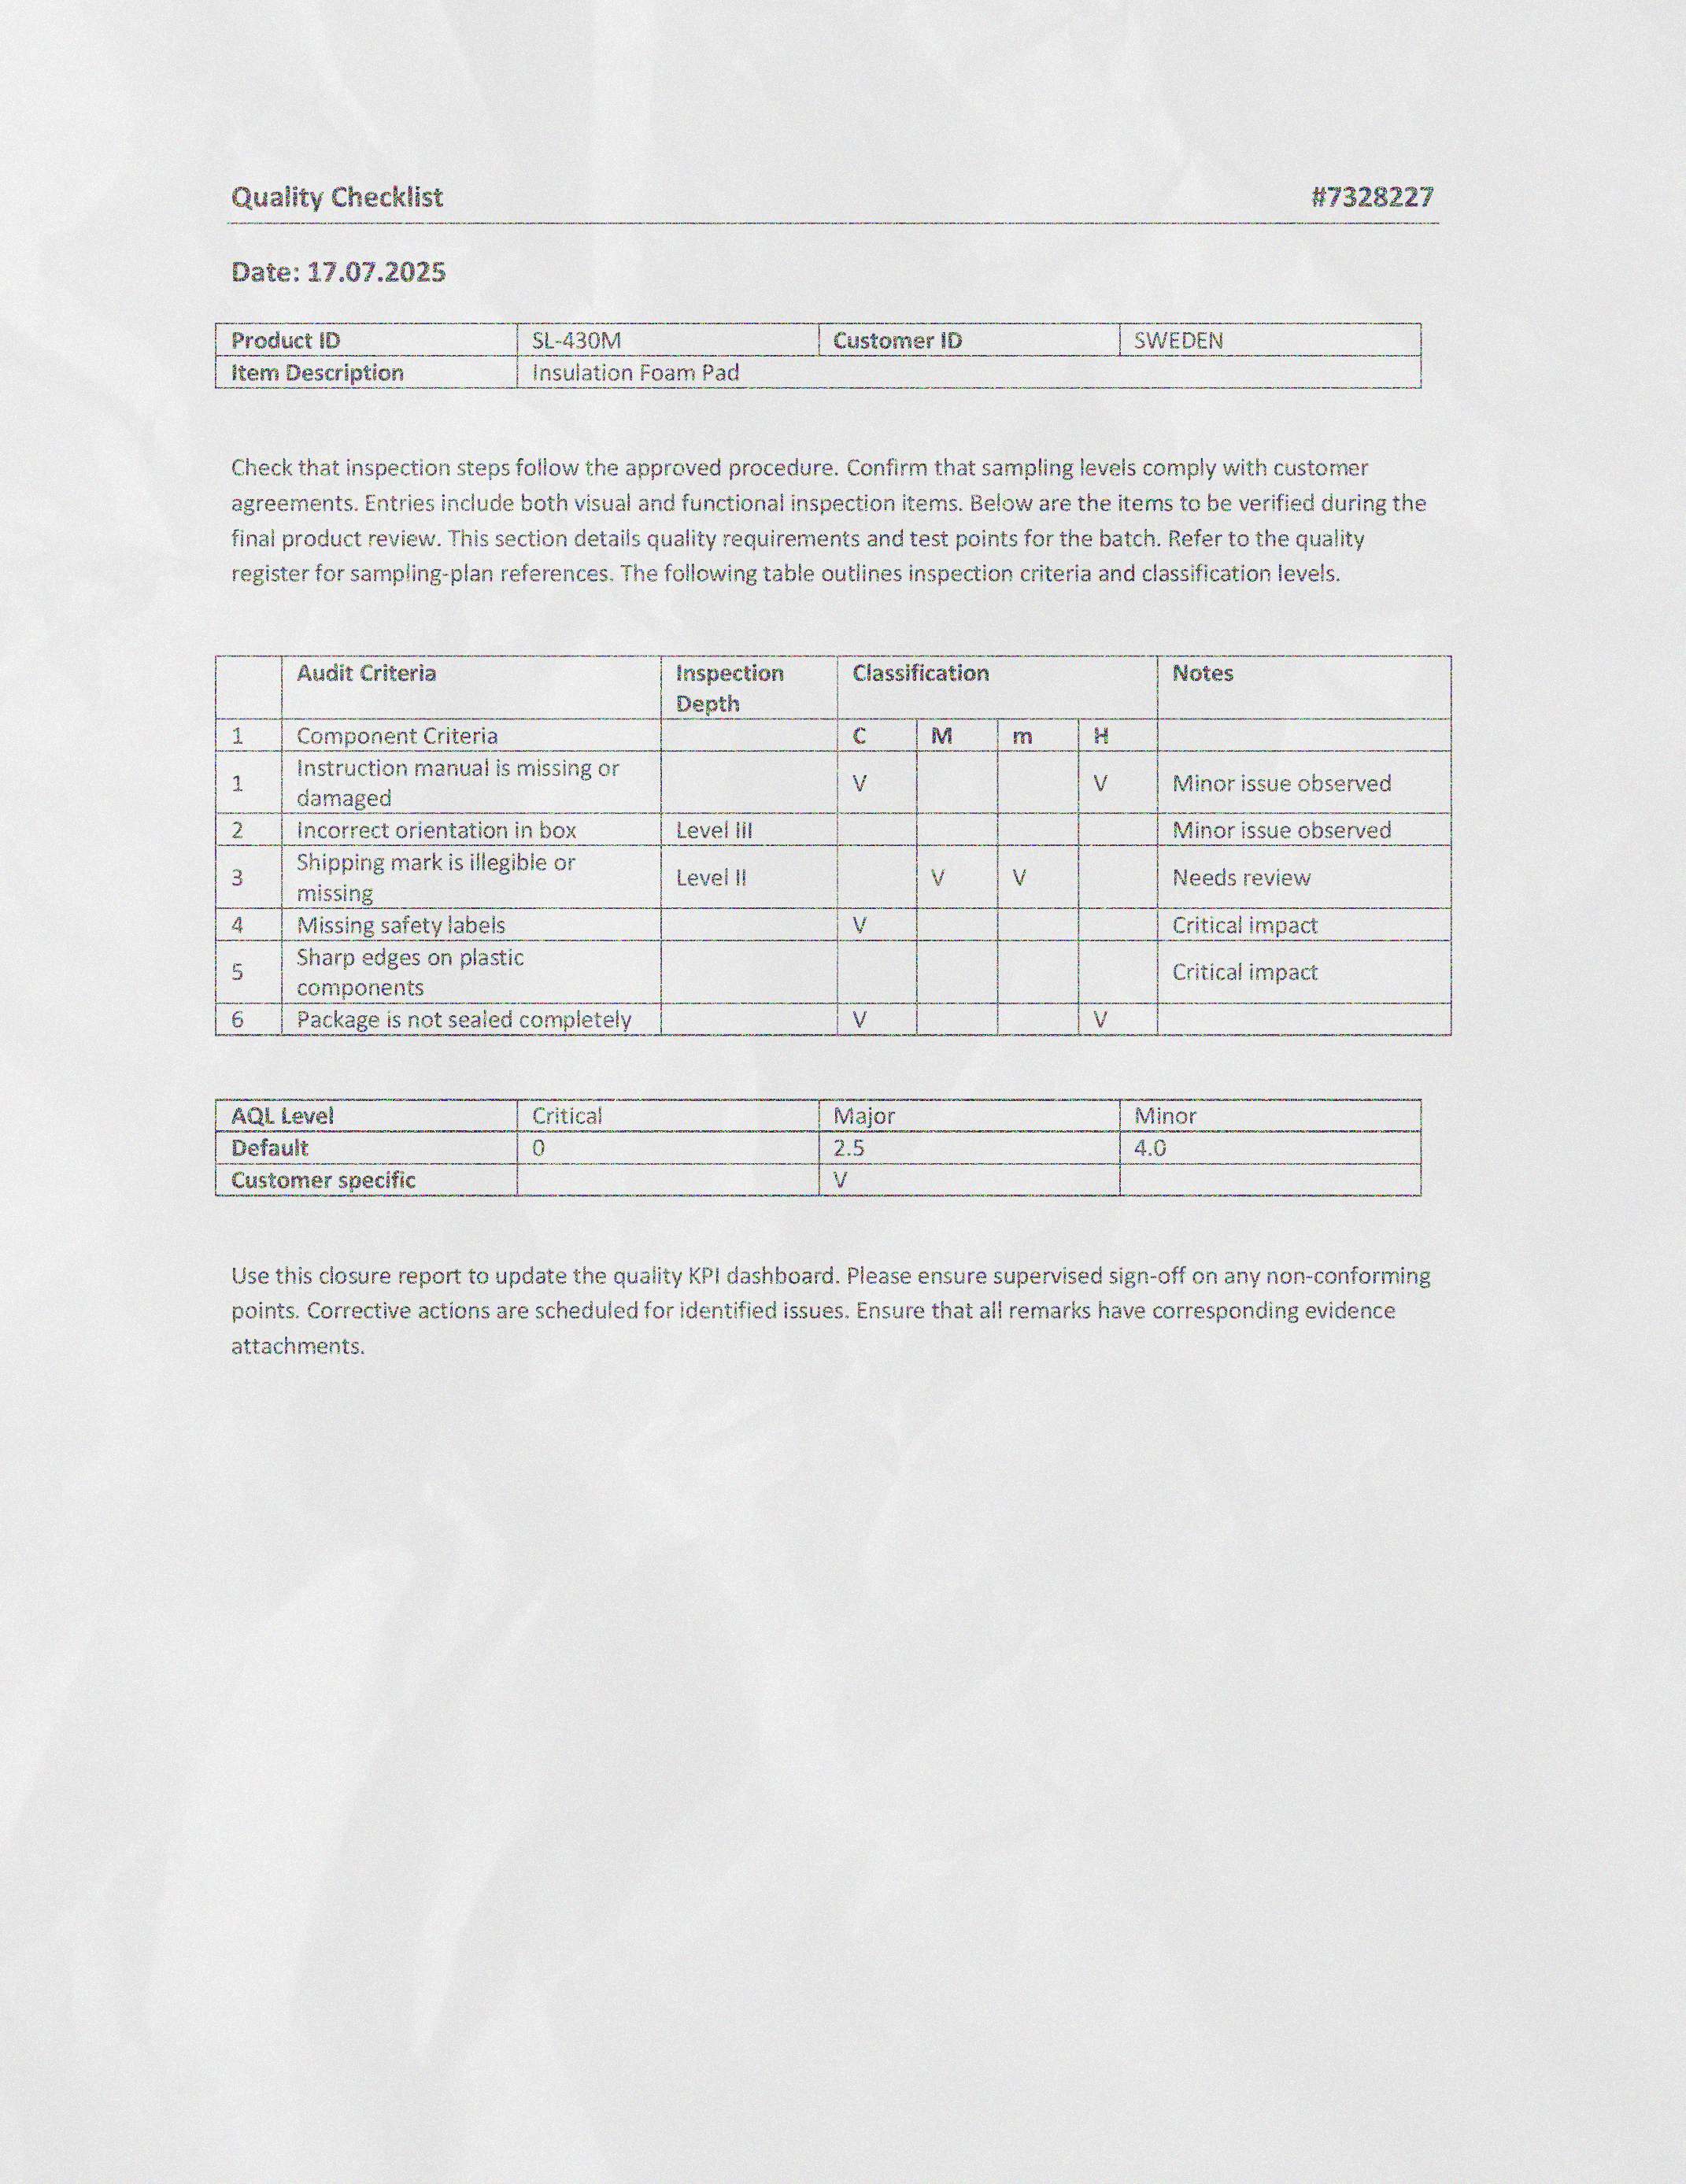 Quality Checklist #7328227
Date: 17.07.2025
Product ID SL-430M Customer ID SWEDEN
Item Description Insulation Foam Pad
Check that inspection steps follow the approved procedure. Confirm that sampling levels comply with customer
agreements. Entries include both visual and functional inspection items. Below are the items to be verified during the
final product review. This section details quality requirements and test points for the batch. Refer to the quality
register for sampling-plan references. The following table outlines inspection criteria and classification levels.
Audit Criteria Inspection Depth Classification Notes
1 Component Criteria C M m H
1 Instruction manual is missing or damaged V V Minor issue observed
2 Incorrect orientation in box Level III Minor issue observed
3 Shipping mark is illegible or missing Level II V V Needs review
4 Missing safety labels V Critical impact
5 Sharp edges on plastic components Critical impact
6 Package is not sealed completely V V
AQL Level Critical Major Minor
Default 0 2.5 4.0
Customer specific V
Use this closure report to update the quality KPI dashboard. Please ensure supervised sign-off on any non-conforming
points. Corrective actions are scheduled for identified issues. Ensure that all remarks have corresponding evidence
attachments.